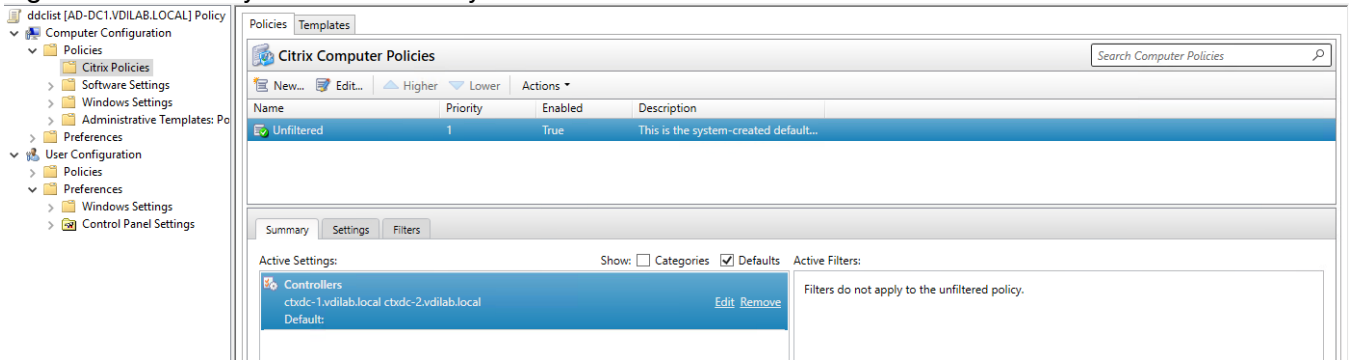 ddclist [AD-DC1.VDILAB.LOCAL] Policy
Computer Configuration
Policies
Citrix Policies
Software Settings
Windows Settings
Administrative Templates: Po
Preferences
User Configuration
Policies
Preferences
Windows Settings
Control Panel Settings
Policies Templates
Citrix Computer Policies Search Computer Policies
New... Edit... Higher Lower Actions
Name Priority Enabled Description
Unfiltered 1 True This is the system-created default...
Summary Settings Filters
Active Settings: Show: Categories Defaults Active Filters:
Controllers
ctxdc-1.vdilab.local ctxdc-2.vdilab.local Edit Remove
Default:
Filters do not apply to the unfiltered policy.